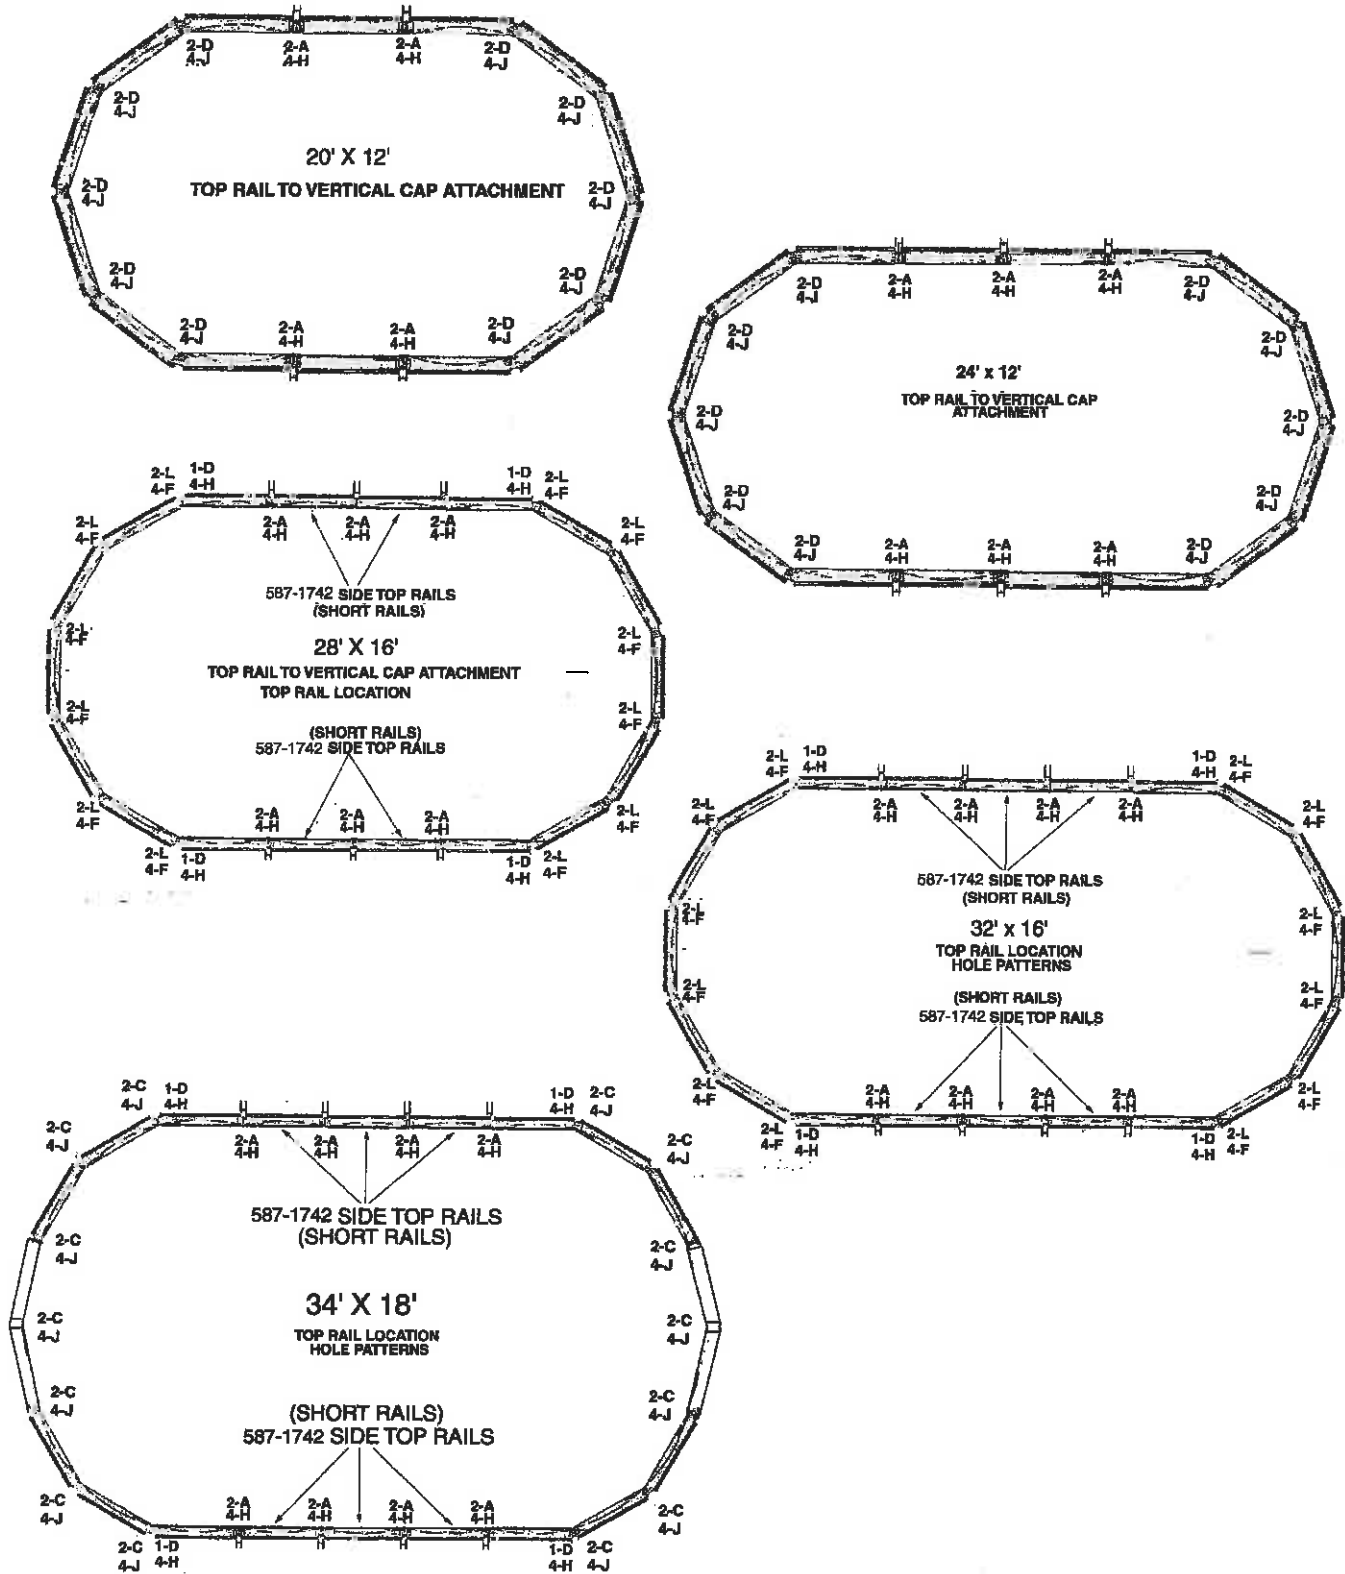 2-D
4-J
2-A
4-H
2-A
4-H
2-D
4-J
2-D
4-J
2-D
4-J
20' X 12'
TOP RAIL TO VERTICAL CAP ATTACHMENT
2-D
4-J
2-D
4-J
2-D
4-J
2-D
4-J
2-D
4-J
2-A
4-H
2-A
4-H
2-D
4-J
2-D
4-J
2-A
4-H
2-A
4-H
2-A
4-H
2-D
4-J
2-D
4-J
2-D
4-J
24' x 12'
TOP RAIL TO VERTICAL CAP
ATTACHMENT
2-D
4-J
2-D
4-J
2-D
4-J
2-D
4-J
2-D
4-J
2-A
4-H
2-A
4-H
2-A
4-H
2-D
4-J
2-L
4-F
1-D
4-H
1-D
4-H
2-L
4-F
2-L
4-F
2-A
4-H
2-A
4-H
2-A
4-H
2-L
4-F
587-1742 SIDE TOP RAILS
(SHORT RAILS)
2-L
4-F
2-L
4-F
28' X 16'
TOP RAIL TO VERTICAL CAP ATTACHMENT
TOP RAIL LOCATION
2-L
4-F
2-L
4-F
(SHORT RAILS)
587-1742 SIDE TOP RAILS
2-L
4-F
2-A
4-H
2-A
4-H
2-A
4-H
2-L
4-F
2-L
4-F
1-D
4-H
1-D
4-H
2-L
4-F
2-L
4-F
1-D
4-H
1-D
4-H
2-L
4-F
2-L
4-F
2-A
4-H
2-A
4-H
2-A
4-H
2-A
4-H
2-L
4-F
587-1742 SIDE TOP RAILS
(SHORT RAILS)
2-L
4-F
2-L
4-F
32' x 16'
TOP RAIL LOCATION
HOLE PATTERNS
2-L
4-F
2-L
4-F
(SHORT RAILS)
587-1742 SIDE TOP RAILS
2-L
4-F
2-A
4-H
2-A
4-H
2-A
4-H
2-A
4-H
2-L
4-F
2-L
4-F
1-D
4-H
1-D
4-H
2-L
4-F
2-C
4-J
1-D
4-H
1-D
4-H
2-C
4-J
2-C
4-J
2-A
4-H
2-A
4-H
2-A
4-H
2-A
4-H
2-C
4-J
587-1742 SIDE TOP RAILS
(SHORT RAILS)
2-C
4-J
2-C
4-J
34' X 18'
TOP RAIL LOCATION
HOLE PATTERNS
2-C
4-J
2-C
4-J
2-C
4-J
2-C
4-J
(SHORT RAILS)
587-1742 SIDE TOP RAILS
2-C
4-J
2-A
4-H
2-A
4-H
2-A
4-H
2-A
4-H
2-C
4-J
2-C
4-J
1-D
4-H
1-D
4-H
2-C
4-J